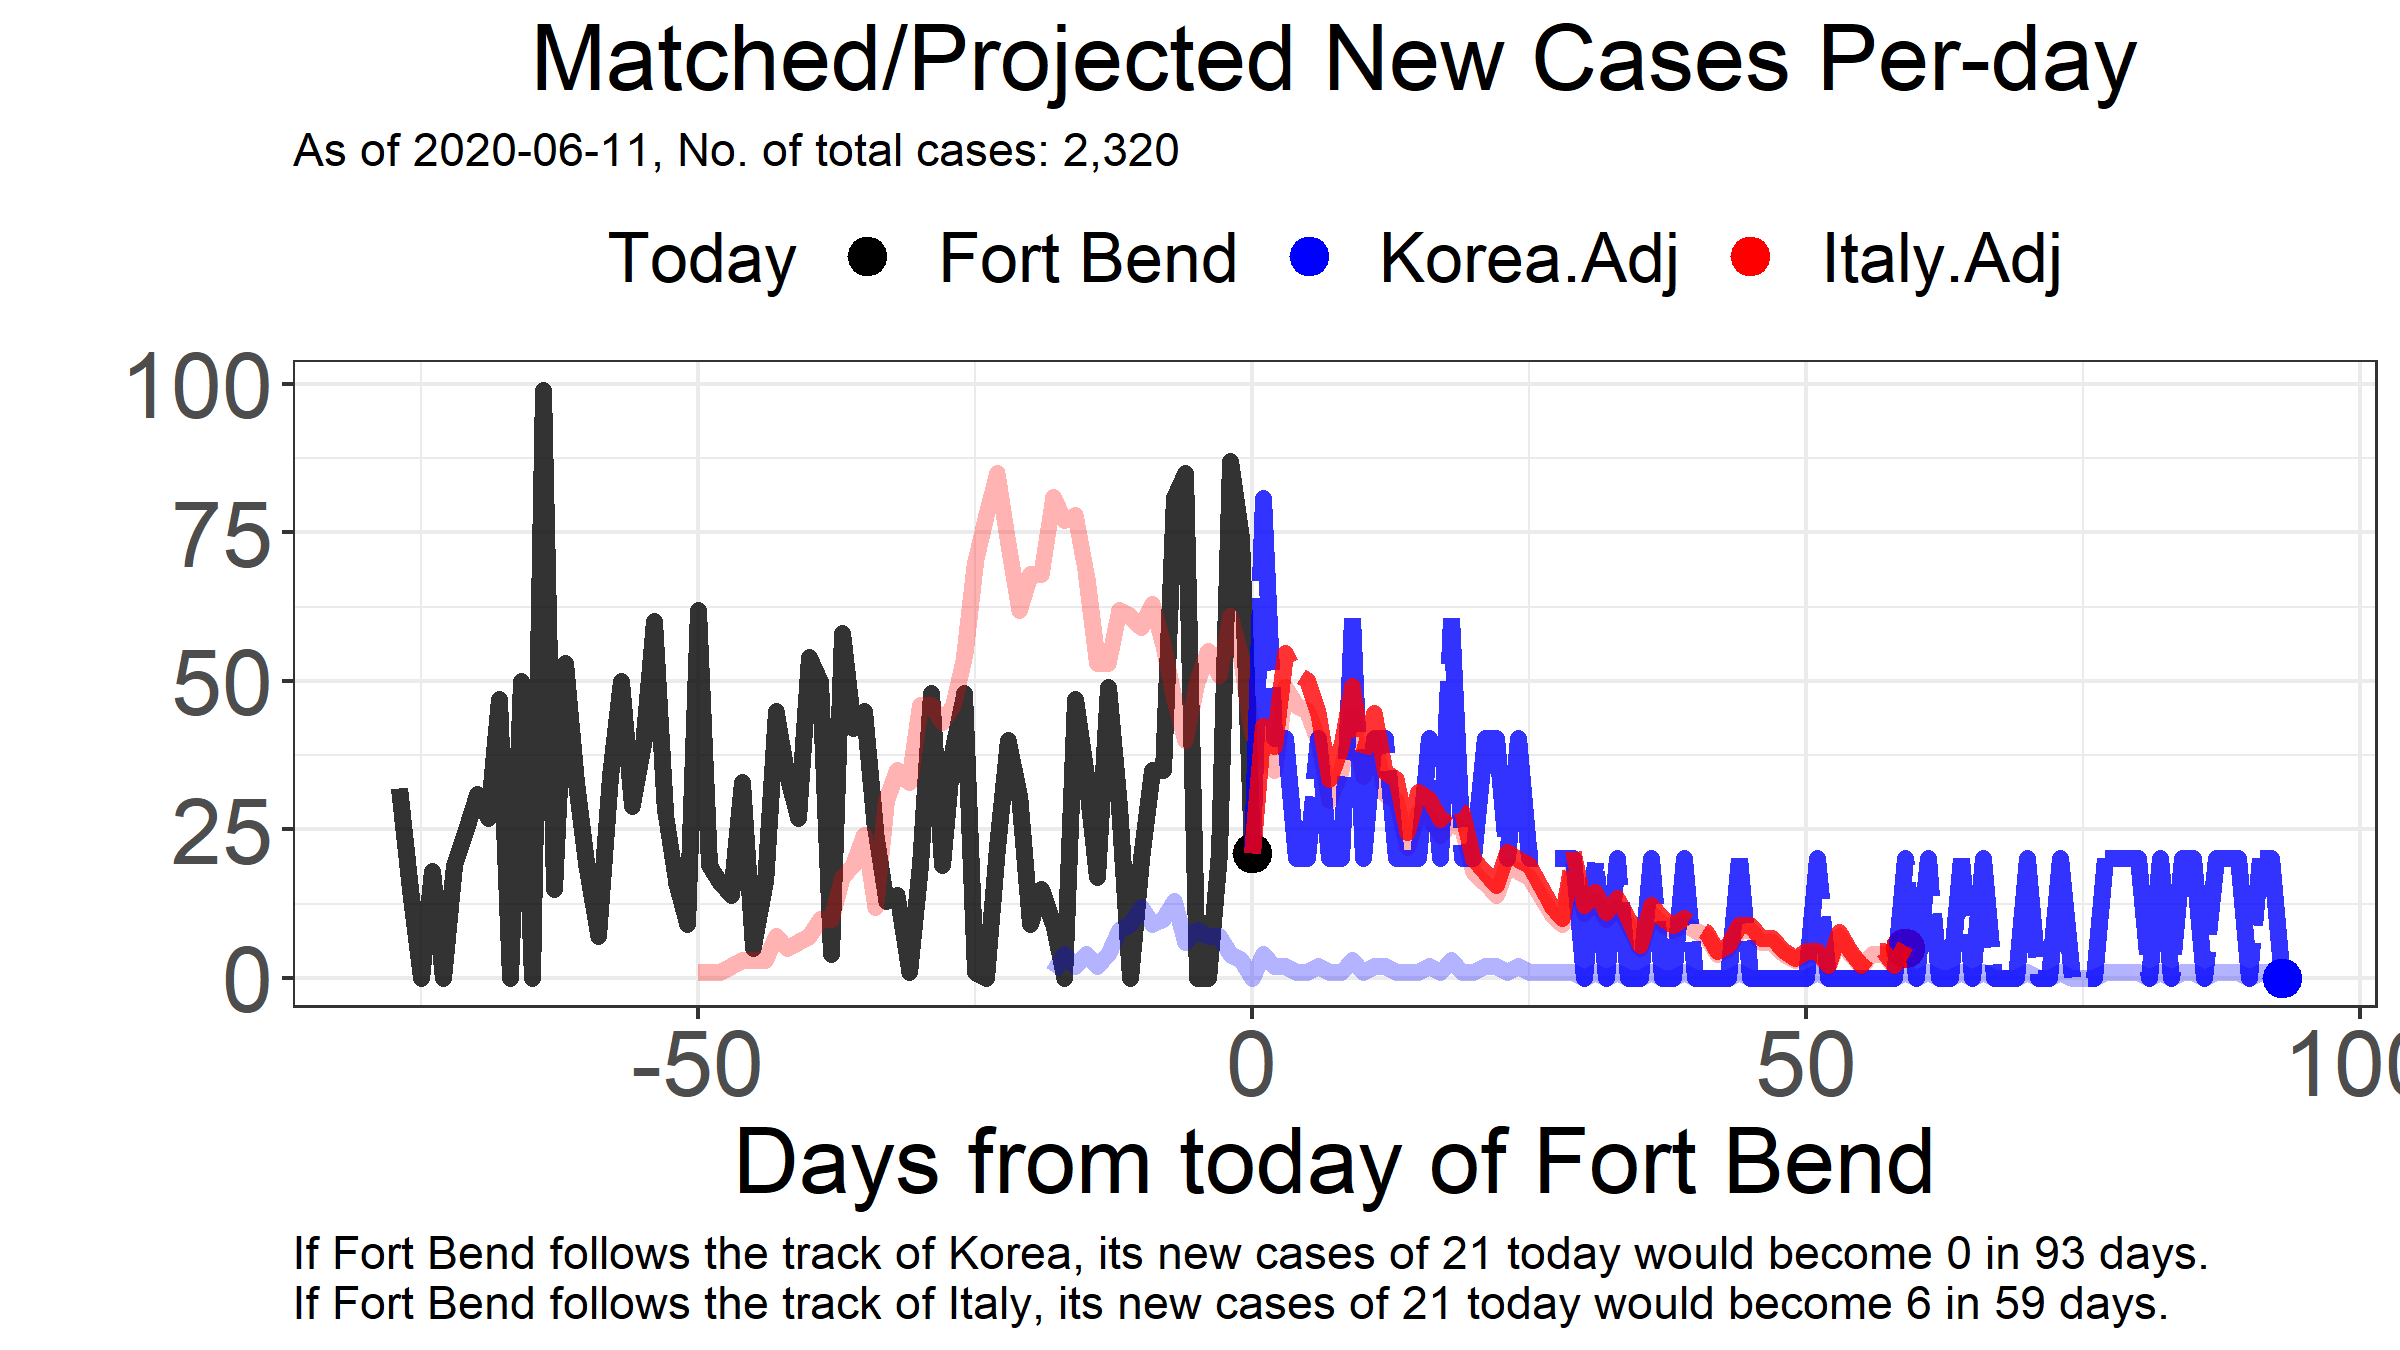 Matched/Projected New Cases Per-day
As of 2020-06-11, No. of total cases: 2,320
Today Fort Bend Korea.Adj Italy.Adj
100
75
50
25
0
-50 0 50 100
Days from today of Fort Bend
If Fort Bend follows the track of Korea, its new cases of 21 today would become 0 in 93 days.
If Fort Bend follows the track of Italy, its new cases of 21 today would become 6 in 59 days.